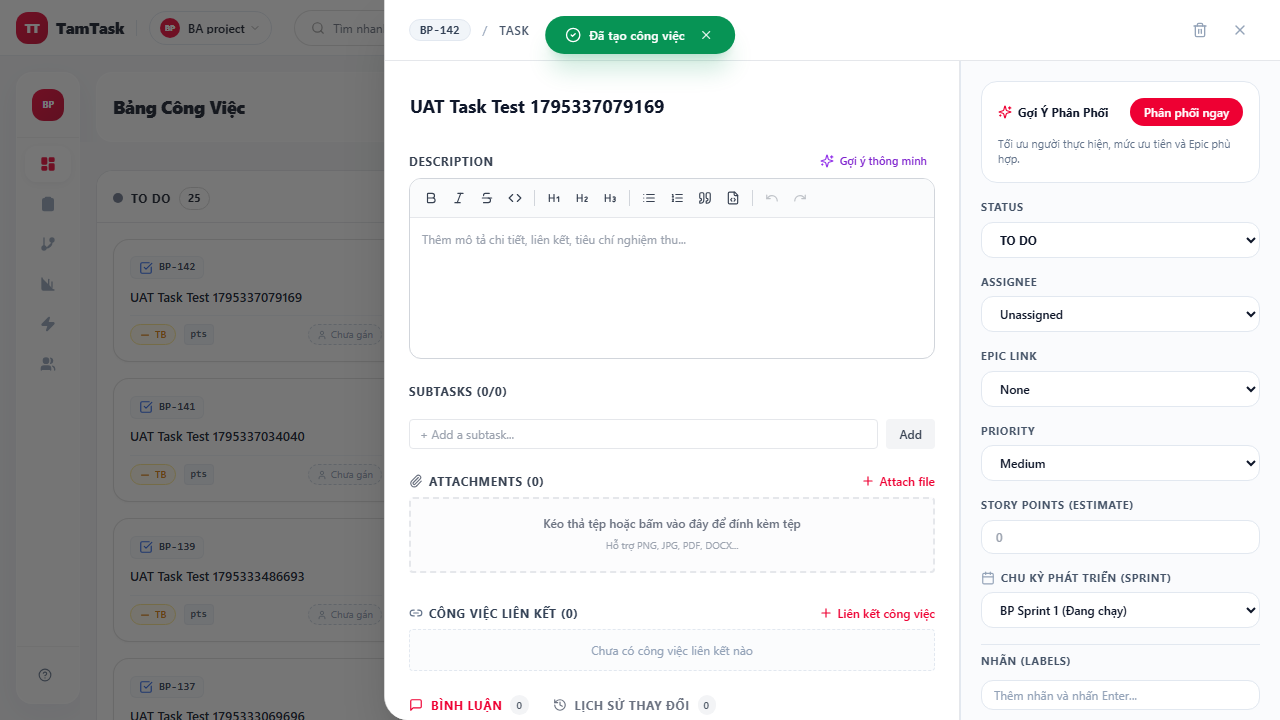 TT TamTask
BP BA project
Tìm nhanh
BP
Bảng Công Việc
TO DO 25
BP-142
UAT Task Test 1795337079169
TB pts Chưa gán
BP-141
UAT Task Test 1795337034040
TB pts Chưa gán
BP-139
UAT Task Test 1795333486693
TB pts Chưa gán
BP-137
UAT Task Test 1795333069696
BP-142 / TASK
Đã tạo công việc
UAT Task Test 1795337079169
DESCRIPTION
Gợi ý thông minh
B I S <> H1 H2 H3
Thêm mô tả chi tiết, liên kết, tiêu chí nghiệm thu...
SUBTASKS (0/0)
+ Add a subtask...
Add
ATTACHMENTS (0)
+ Attach file
Kéo thả tệp hoặc bấm vào đây để đính kèm tệp
Hỗ trợ PNG, JPG, PDF, DOCX...
CÔNG VIỆC LIÊN KẾT (0)
+ Liên kết công việc
Chưa có công việc liên kết nào
BÌNH LUẬN 0
LỊCH SỬ THAY ĐỔI 0
Gợi Ý Phân Phối
Phân phối ngay
Tối ưu người thực hiện, mức ưu tiên và Epic phù
hợp.
STATUS
TO DO
ASSIGNEE
Unassigned
EPIC LINK
None
PRIORITY
Medium
STORY POINTS (ESTIMATE)
0
CHU KỲ PHÁT TRIỂN (SPRINT)
BP Sprint 1 (Đang chạy)
NHÃN (LABELS)
Thêm nhãn và nhấn Enter...